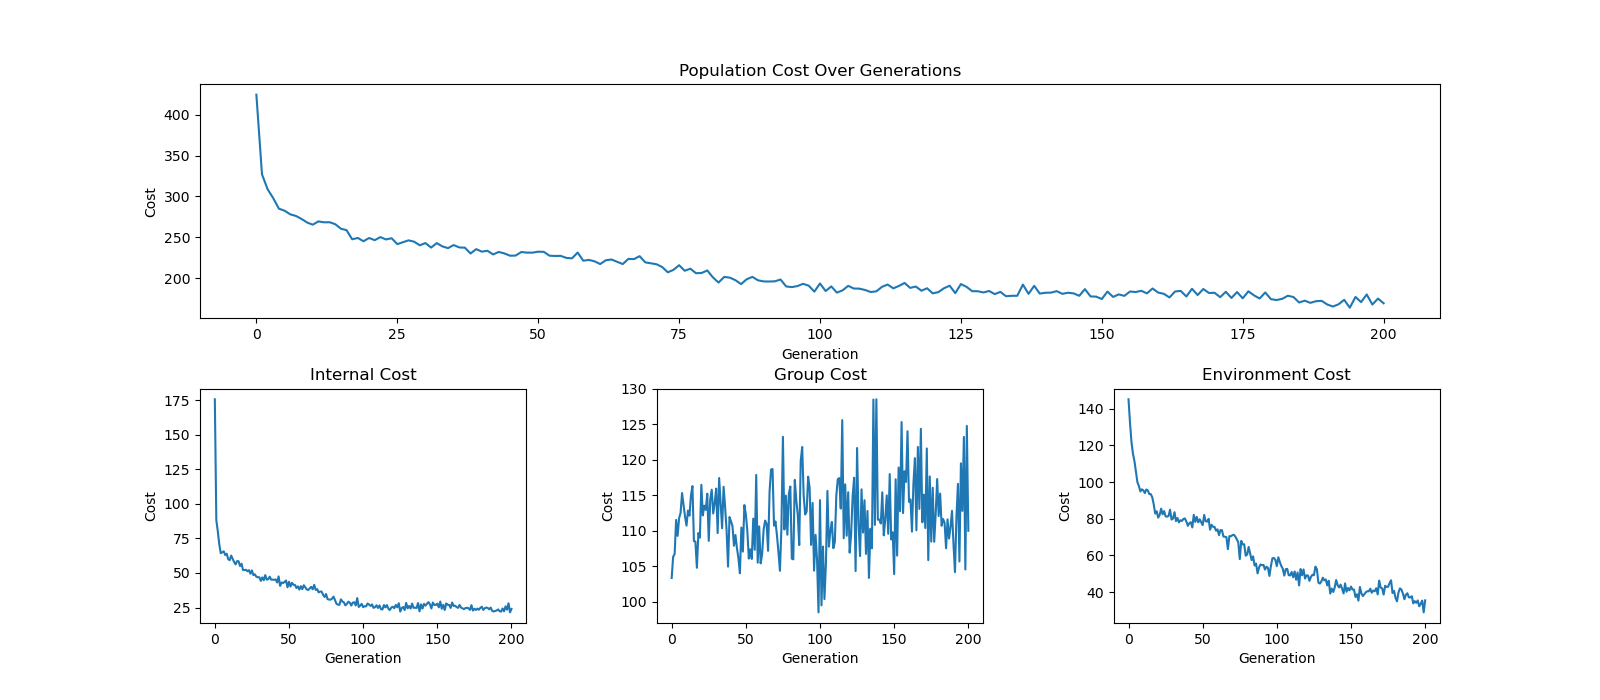 Population Cost Over Generations
400
350
300
250
200
Cost
0 25 50 75 100 125 150 175 200
Generation
Internal Cost
175
150
125
100
75
50
25
Cost
0 50 100 150 200
Generation
Group Cost
130
125
120
115
110
105
100
Cost
0 50 100 150 200
Generation
Environment Cost
140
120
100
80
60
40
Cost
0 50 100 150 200
Generation